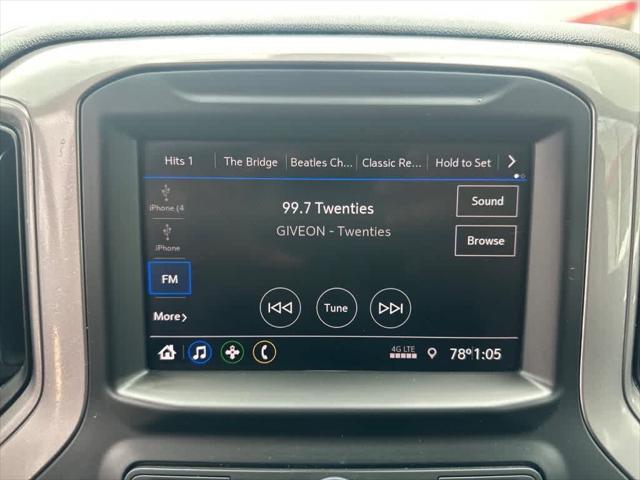 Hits 1 The Bridge Beatles Ch... Classic Re... Hold to Set
iPhone (4
99.7 Twenties
Sound
GIVEON - Twenties
iPhone
Browse
FM
More
Tune
4G LTE
78° 1:05